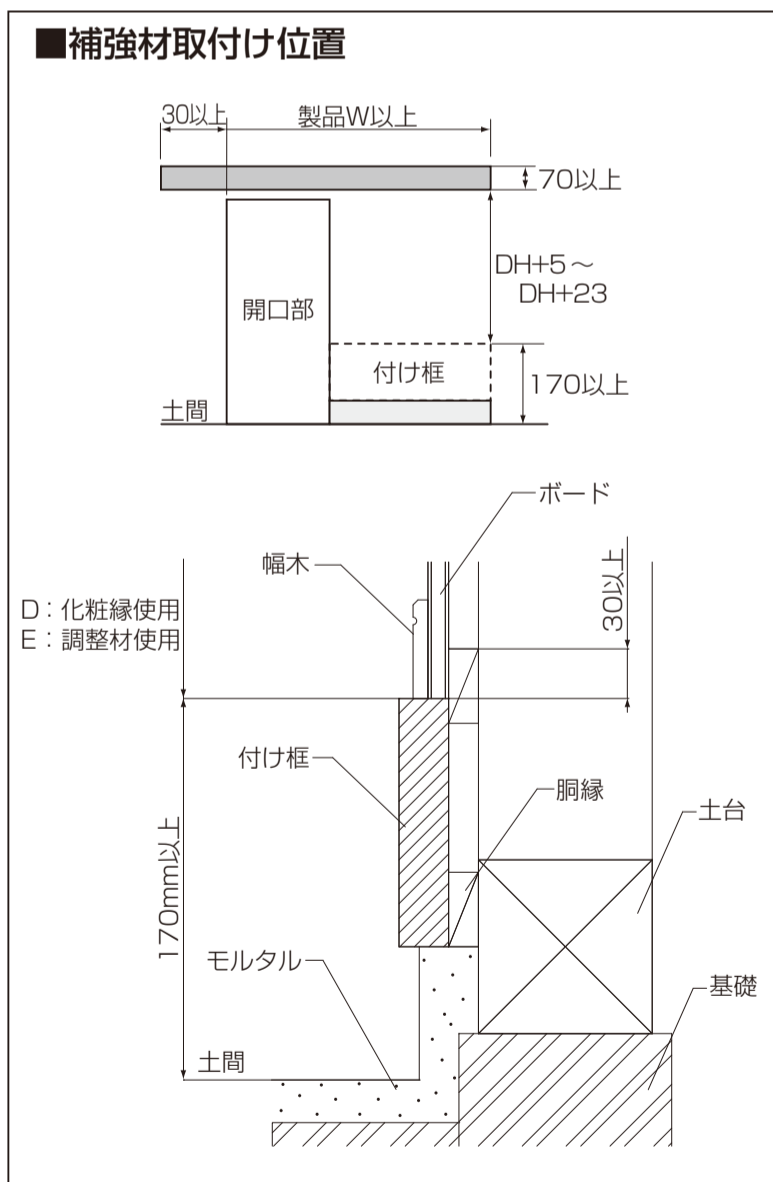 ■補強材取付け位置
30以上
製品W以上
70以上
DH+5～
DH+23
開口部
付け框
170以上
土間
ボード
幅木
30以上
D：化粧縁使用
E：調整材使用
付け框
胴縁
土台
170mm以上
モルタル
基礎
土間